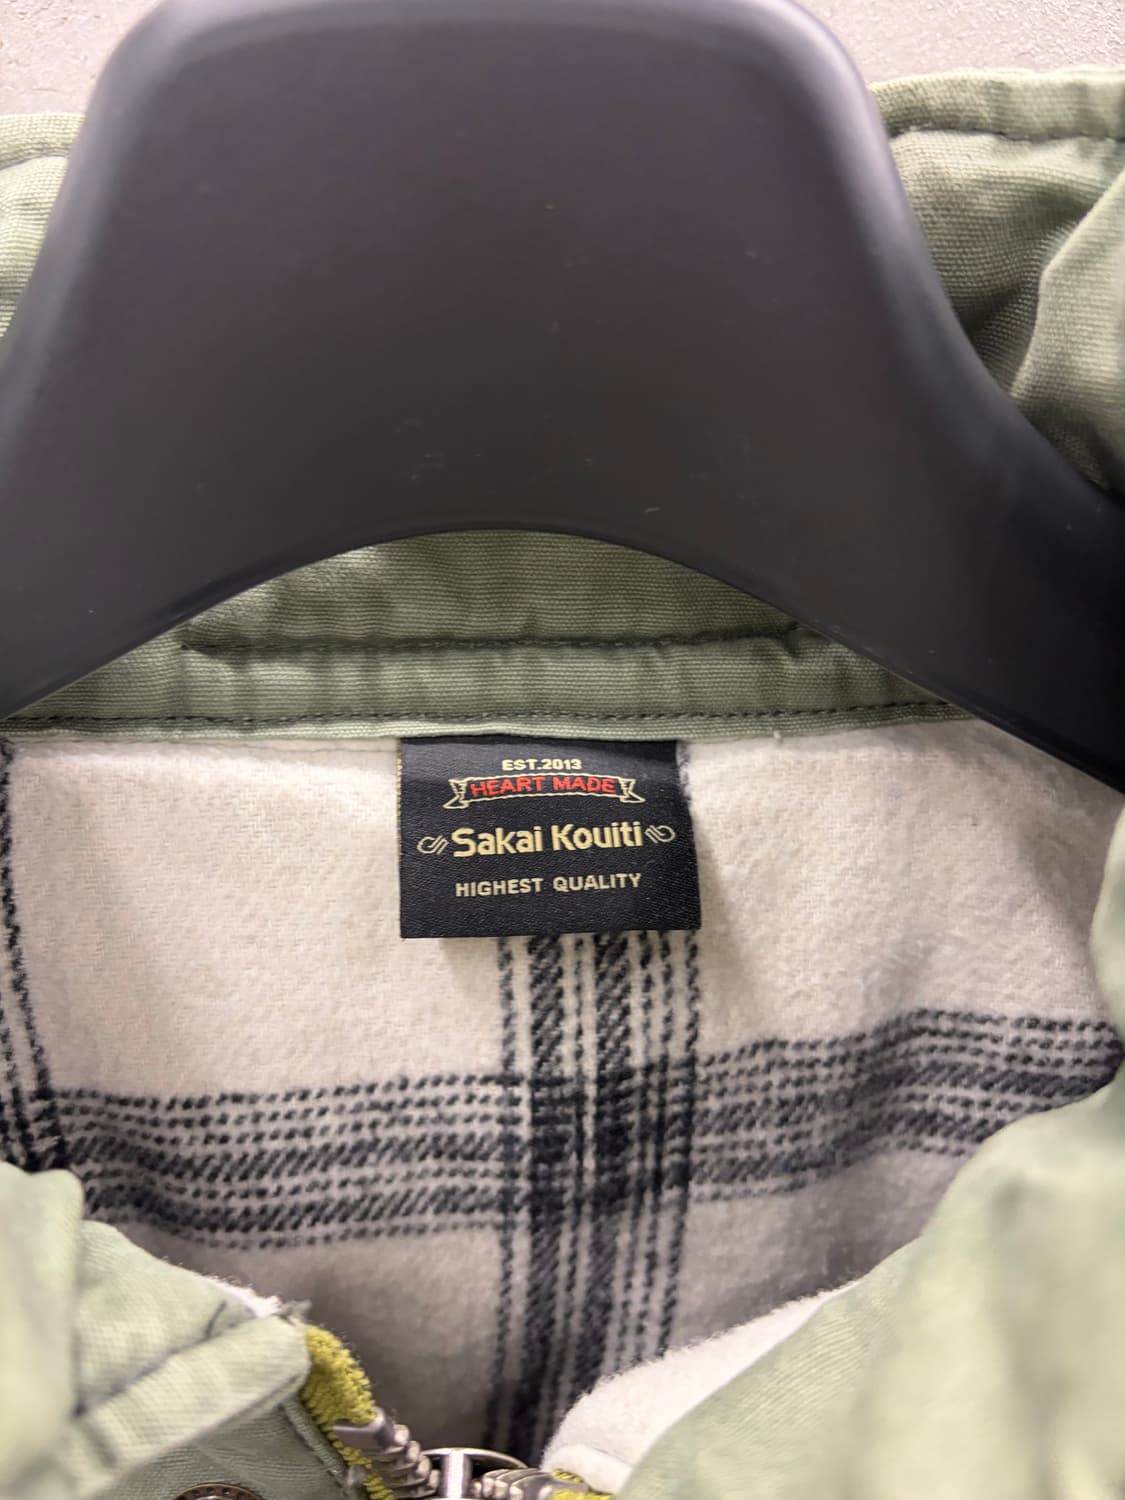 EST.2013
HEART MADE
Sakai Kouiti
HIGHEST QUALITY